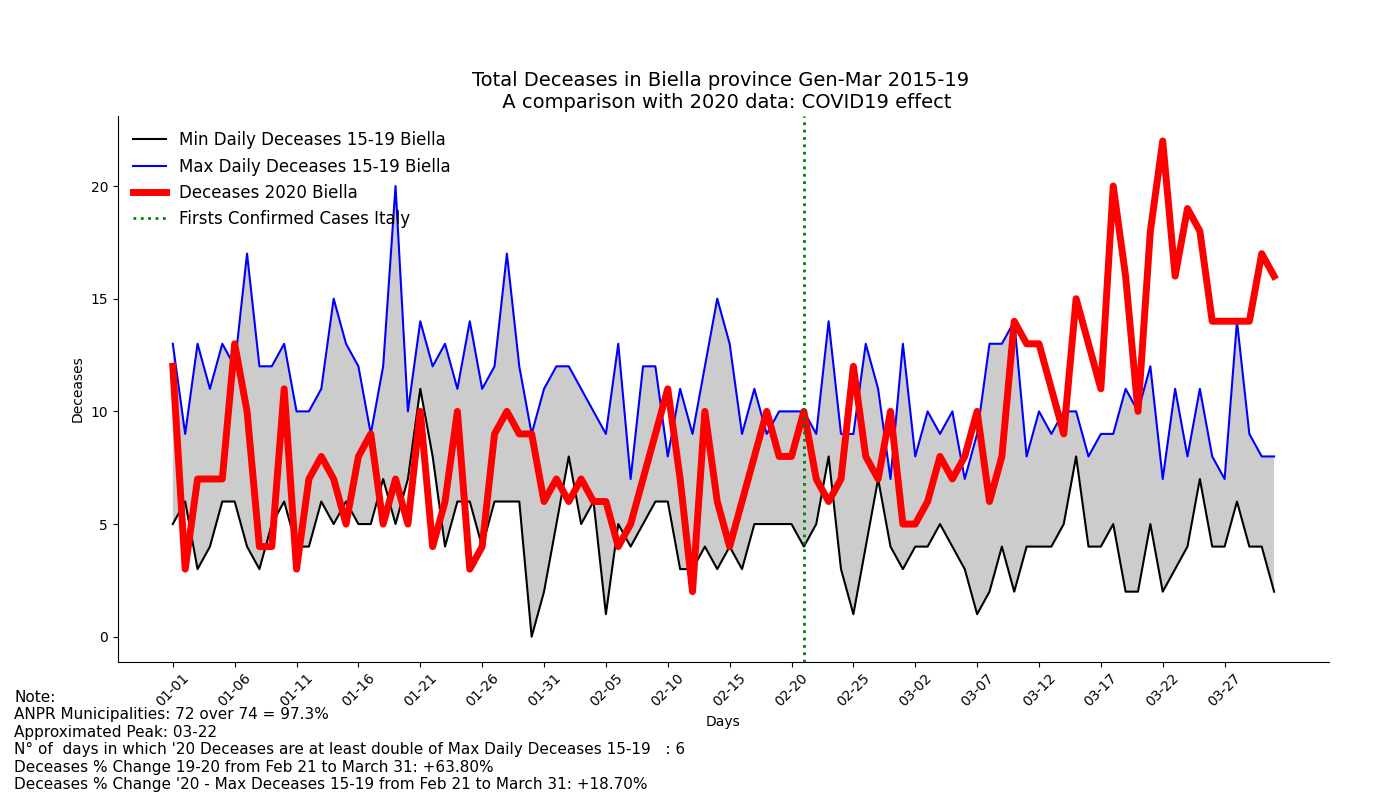 Total Deceases in Biella province Gen-Mar 2015-19
A comparison with 2020 data: COVID19 effect
Min Daily Deceases 15-19 Biella
Max Daily Deceases 15-19 Biella
Deceases 2020 Biella
Firsts Confirmed Cases Italy
Deceases
20
15
10
5
0
01-01 01-06 01-11 01-16 01-21 01-26 01-31 02-05 02-10 02-15 02-20 02-25 03-02 03-07 03-12 03-17 03-22 03-27
Days
Note:
ANPR Municipalities: 72 over 74 = 97.3%
Approximated Peak: 03-22
N° of  days in which '20 Deceases are at least double of Max Daily Deceases 15-19   : 6
Deceases % Change 19-20 from Feb 21 to March 31: +63.80%
Deceases % Change '20 - Max Deceases 15-19 from Feb 21 to March 31: +18.70%